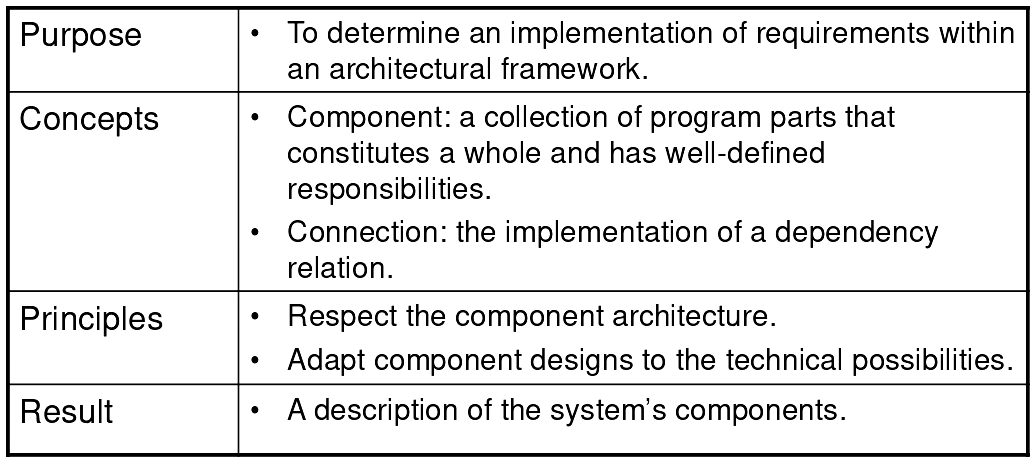 Purpose
• To determine an implementation of requirements within
an architectural framework.
Concepts
• Component: a collection of program parts that
constitutes a whole and has well-defined
responsibilities.
• Connection: the implementation of a dependency
relation.
Principles
• Respect the component architecture.
• Adapt component designs to the technical possibilities.
Result
• A description of the system’s components.